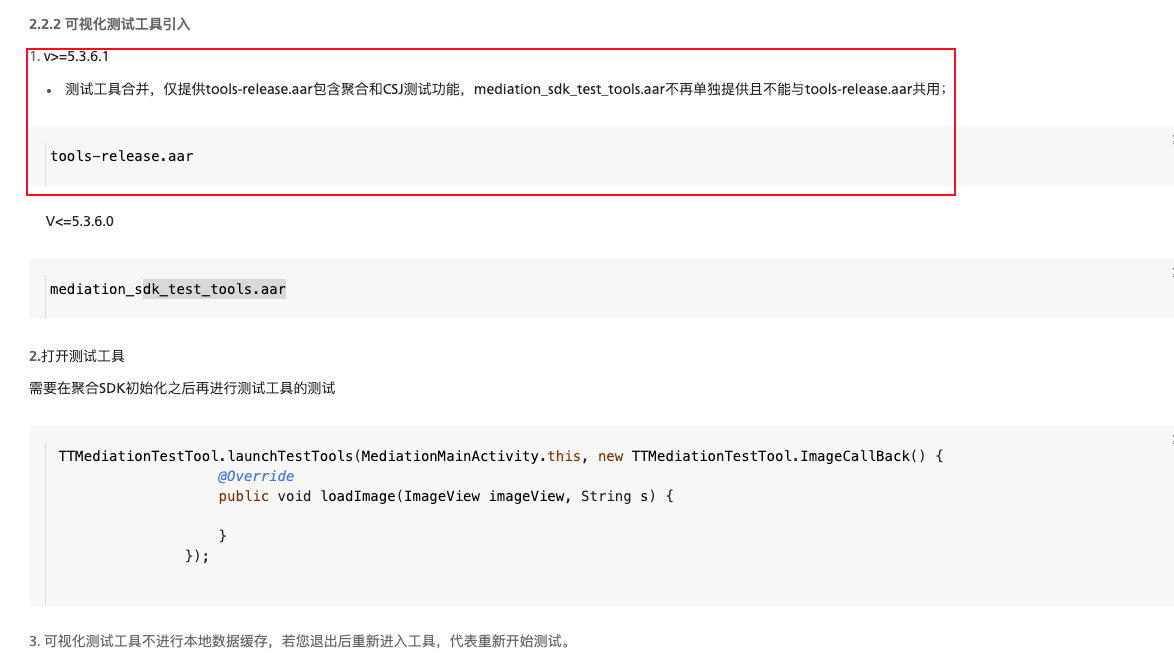 2.2.2 可视化测试工具引入
1. v>=5.3.6.1
• 测试工具合并，仅提供tools-release.aar包含聚合和CSJ测试功能，mediation_sdk_test_tools.aar不再单独提供且不能与tools-release.aar共用；
tools-release.aar
V<=5.3.6.0
mediation_sdk_test_tools.aar
2.打开测试工具
需要在聚合SDK初始化之后再进行测试工具的测试
TTMediationTestTool.launchTestTools(MediationMainActivity.this, new TTMediationTestTool.ImageCallBack() {
@Override
public void loadImage(ImageView imageView, String s) {
}
});
3. 可视化测试工具不进行本地数据缓存，若您退出后重新进入工具，代表重新开始测试。